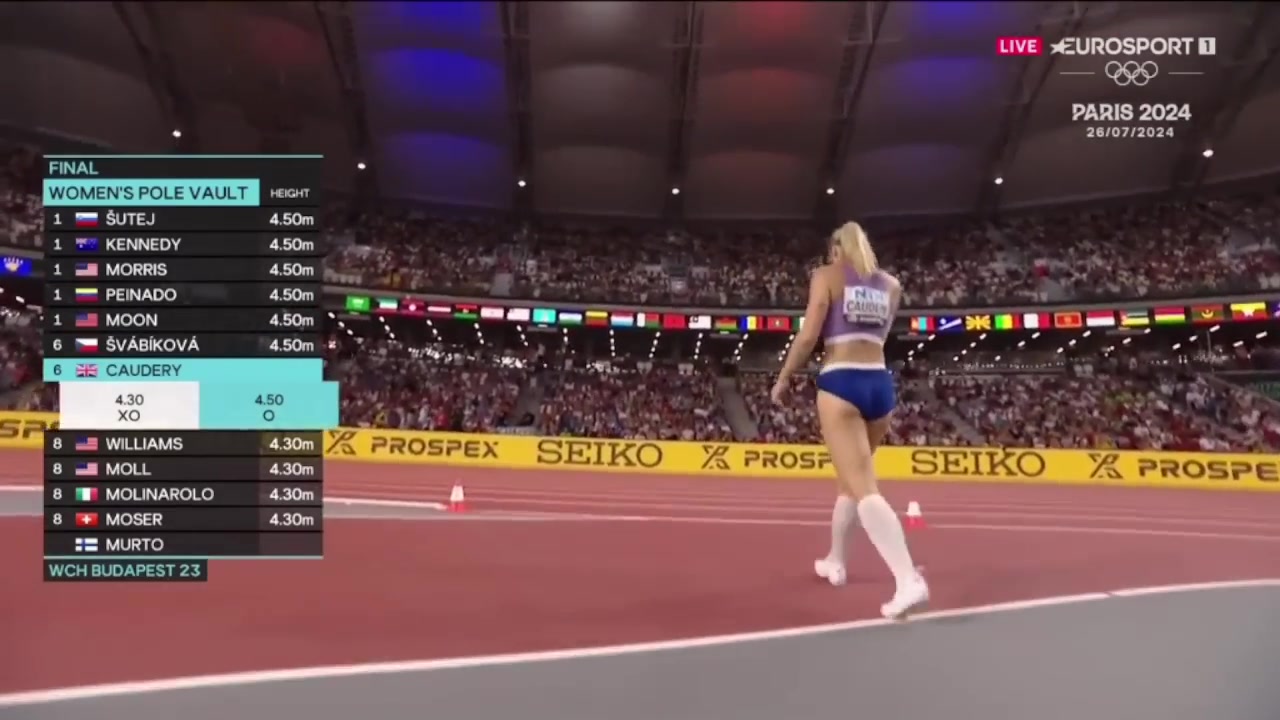 LIVE EUROSPORT 1
PARIS 2024
26/07/2024
FINAL
WOMEN'S POLE VAULT HEIGHT
1 ŠUTEJ 4.50m
1 KENNEDY 4.50m
1 MORRIS 4.50m
1 PEINADO 4.50m
1 MOON 4.50m
6 ŠVÁBÍKOVÁ 4.50m
6 CAUDERY
4.30 4.50
XO O
8 WILLIAMS 4.30m
8 MOLL 4.30m
8 MOLINAROLO 4.30m
8 MOSER 4.30m
MURTO
WCH BUDAPEST 23
CAUDERY
PROSPEX SEIKO PROSP SEIKO PROSPE